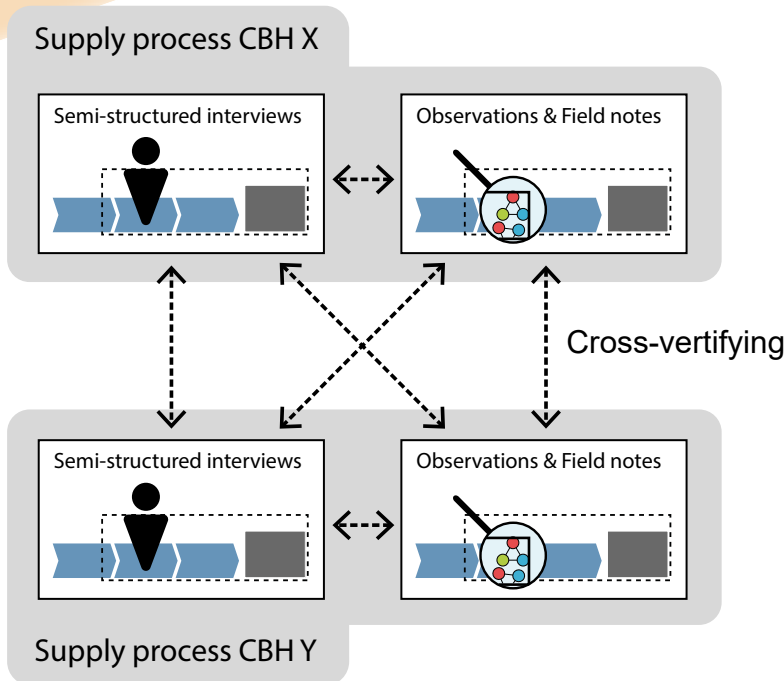 Supply process CBH X
Semi-structured interviews
Observations & Field notes
Cross-vertifying
Semi-structured interviews
Observations & Field notes
Supply process CBH Y